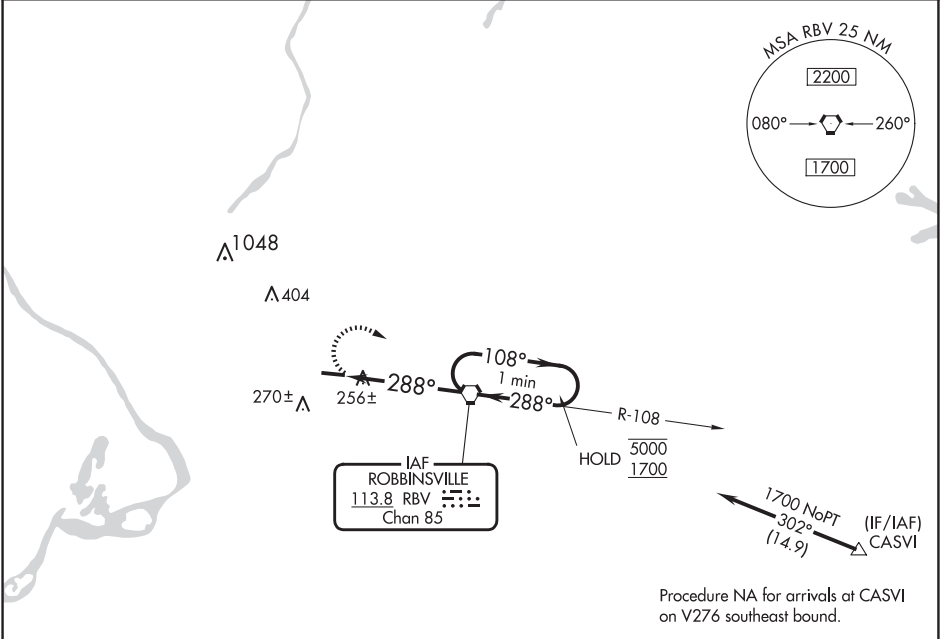 MSA RBV 25 NM
2200
080°
260°
1700
1048
404
108°
1 min
288°
288°
270±
256±
R-108
HOLD
5000
1700
IAF
ROBBINSVILLE
113.8 RBV
Chan 85
1700 NoPT
302°
(14.9)
(IF/IAF)
CASVI
Procedure NA for arrivals at CASVI
on V276 southeast bound.